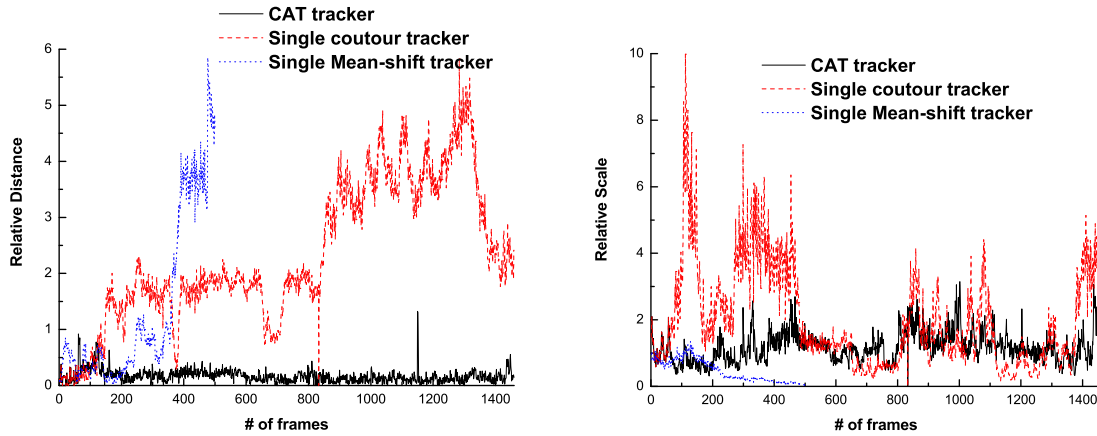 CAT tracker
Single coutour tracker
Single Mean-shift tracker
Relative Distance
6
5
4
3
2
1
0
0 200 400 600 800 1000 1200 1400
# of frames
CAT tracker
Single coutour tracker
Single Mean-shift tracker
Relative Scale
10
8
6
4
2
0
0 200 400 600 800 1000 1200 1400
# of frames